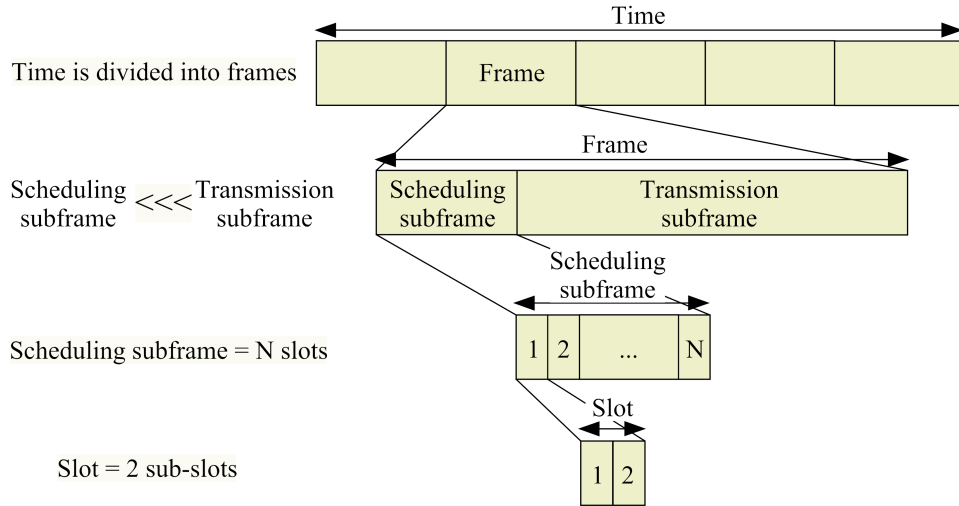 Time
Time is divided into frames
Frame
Frame
Scheduling
subframe
<<<
Transmission
subframe
Scheduling
subframe
Transmission
subframe
Scheduling
subframe
Scheduling subframe = N slots
1 2 ... N
Slot
Slot = 2 sub-slots
1 2